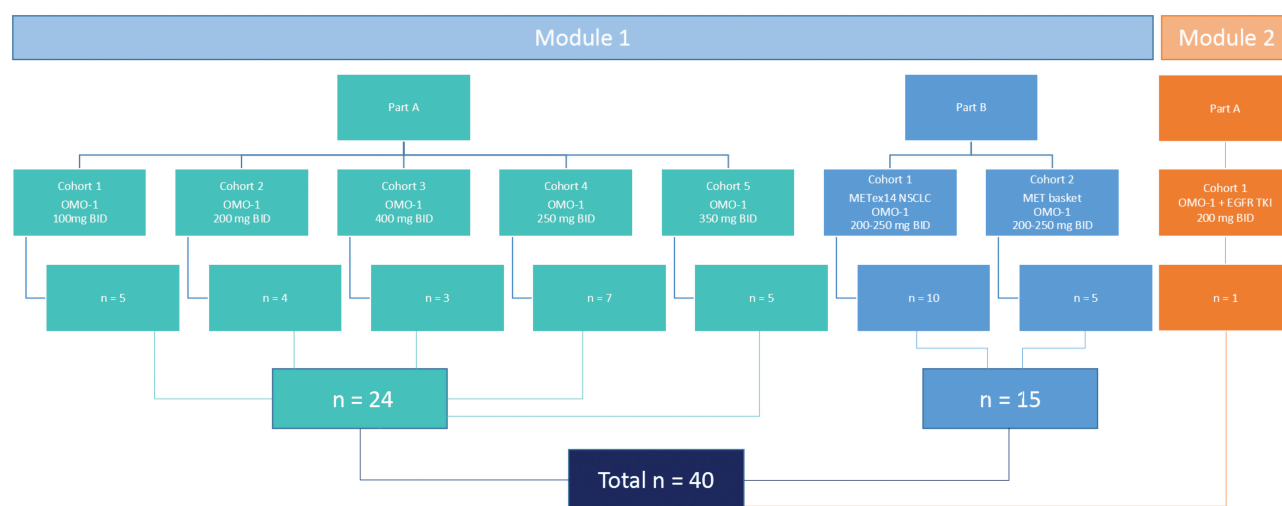 Module 1
Module 2
Part A
Part B
Part A
Cohort 1
OMO-1
100mg BID
Cohort 2
OMO-1
200 mg BID
Cohort 3
OMO-1
400 mg BID
Cohort 4
OMO-1
250 mg BID
Cohort 5
OMO-1
350 mg BID
Cohort 1
METex14 NSCLC
OMO-1
200-250 mg BID
Cohort 2
MET basket
OMO-1
200-250 mg BID
Cohort 1
OMO-1 + EGFR TKI
200 mg BID
n = 5
n = 4
n = 3
n = 7
n = 5
n = 10
n = 5
n = 1
n = 24
n = 15
Total n = 40